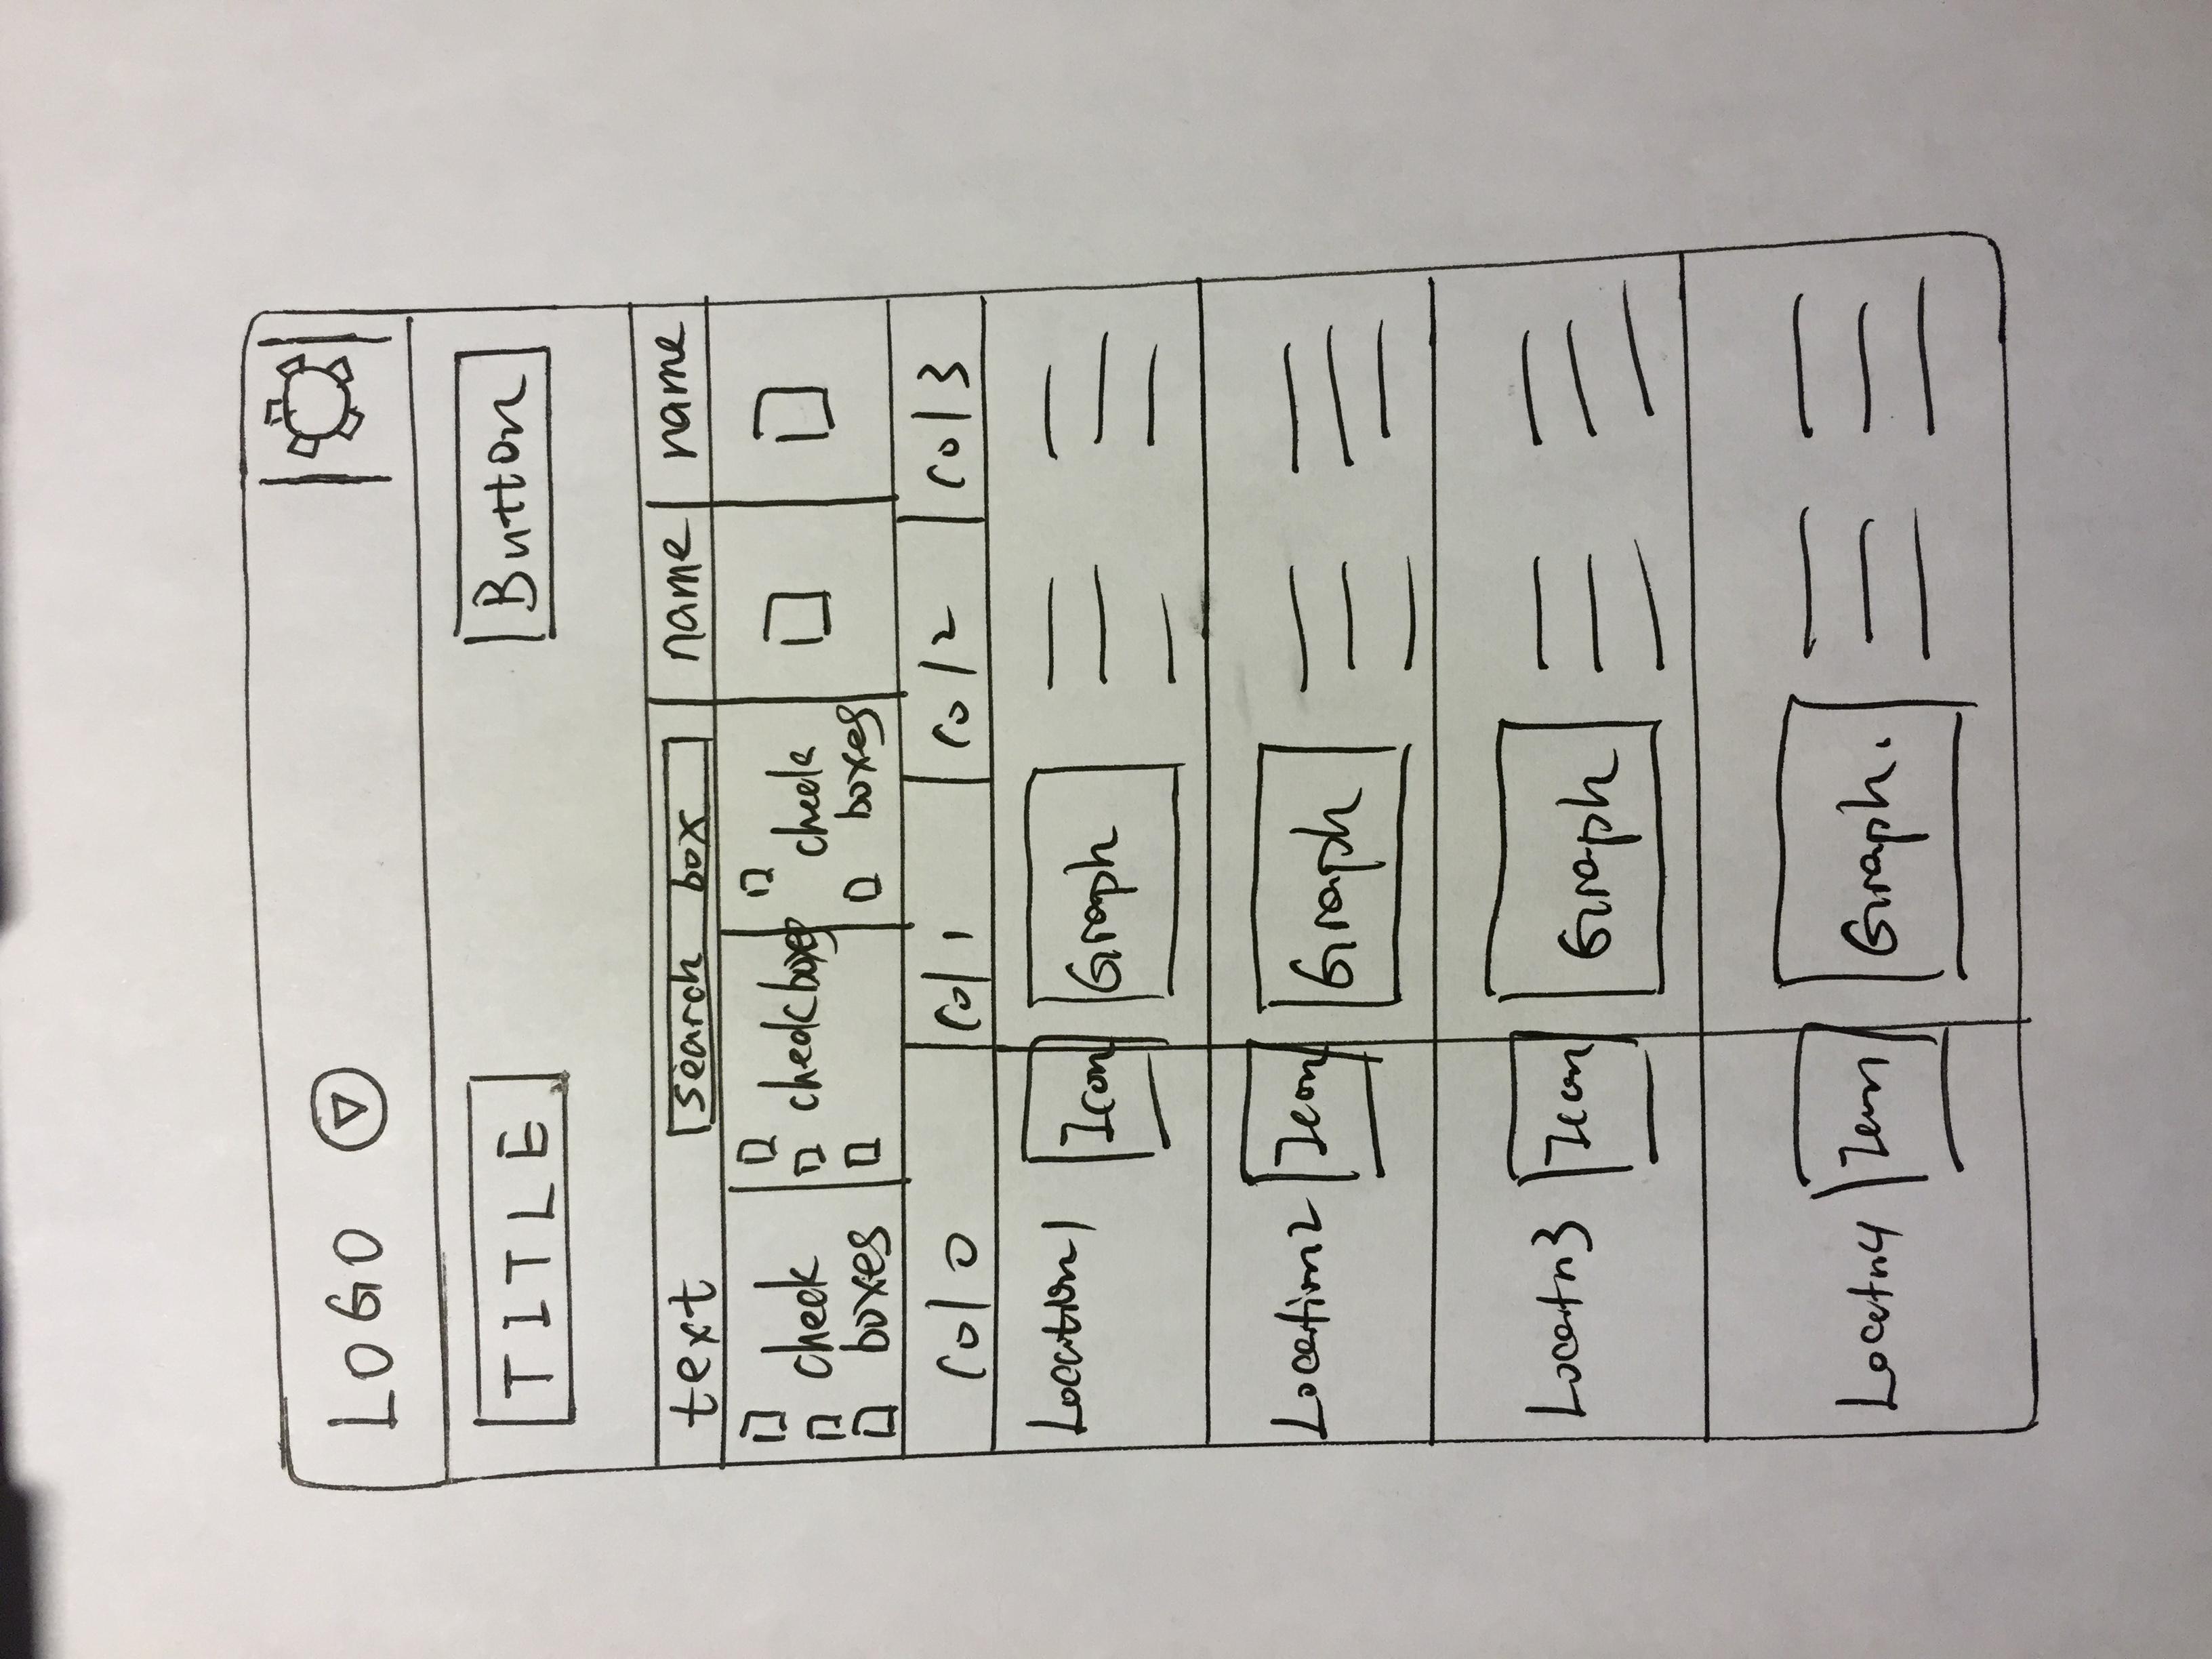 LOGO
TITLE
Button
text
search box
name
name
check
boxes
checkboxes
check
boxes
Col 0
Col 1
Col 2
Col 3
Location1
Icon
Graph
Location2
Icon
Graph
Locatn3
Icon
Graph
Locatn4
Icon
Graph.